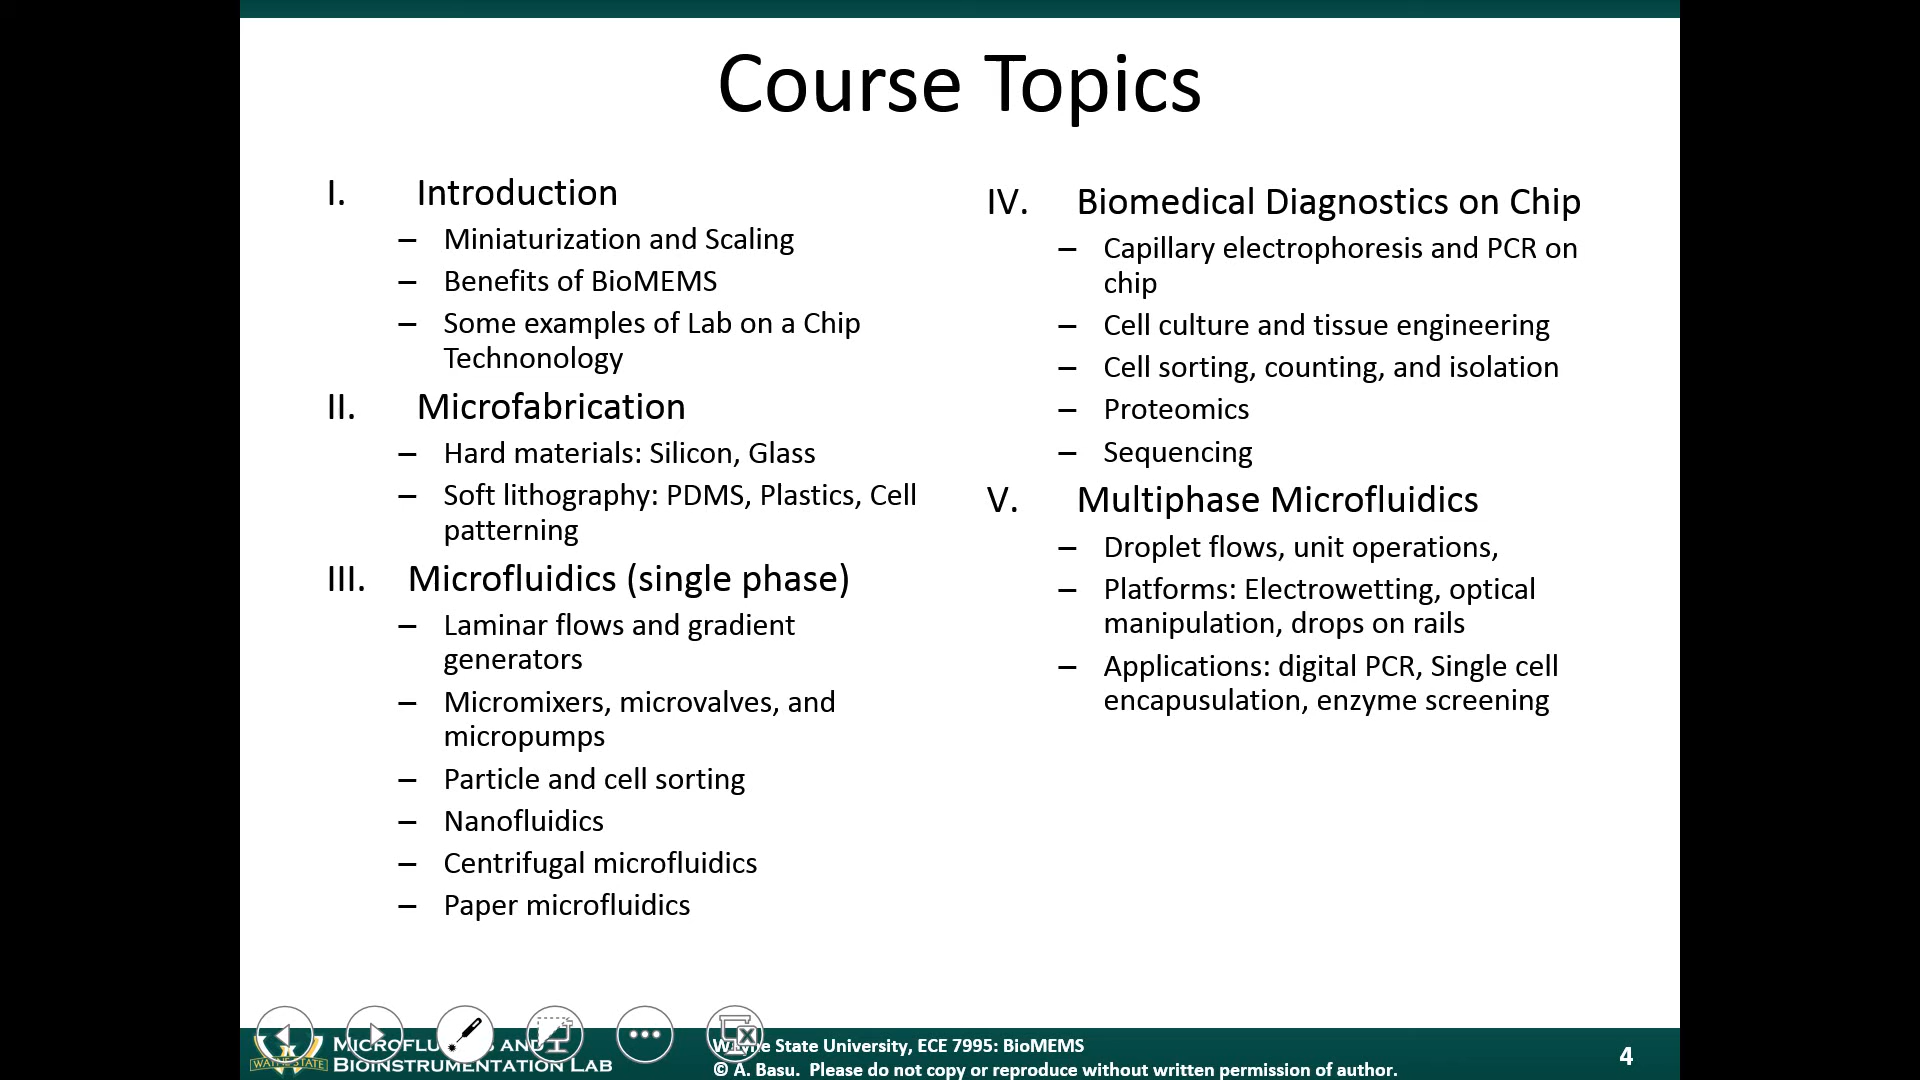 Course Topics
I. Introduction
– Miniaturization and Scaling
– Benefits of BioMEMS
– Some examples of Lab on a Chip
Technonology
II. Microfabrication
– Hard materials: Silicon, Glass
– Soft lithography: PDMS, Plastics, Cell
patterning
III. Microfluidics (single phase)
– Laminar flows and gradient
generators
– Micromixers, microvalves, and
micropumps
– Particle and cell sorting
– Nanofluidics
– Centrifugal microfluidics
– Paper microfluidics
IV. Biomedical Diagnostics on Chip
– Capillary electrophoresis and PCR on
chip
– Cell culture and tissue engineering
– Cell sorting, counting, and isolation
– Proteomics
– Sequencing
V. Multiphase Microfluidics
– Droplet flows, unit operations,
– Platforms: Electrowetting, optical
manipulation, drops on rails
– Applications: digital PCR, Single cell
encapusulation, enzyme screening
WAYNE STATE
AND
BIOINSTRUMENTATION LAB
State University, ECE 7995: BioMEMS
© A. Basu. Please do not copy or reproduce without written permission of author.
4